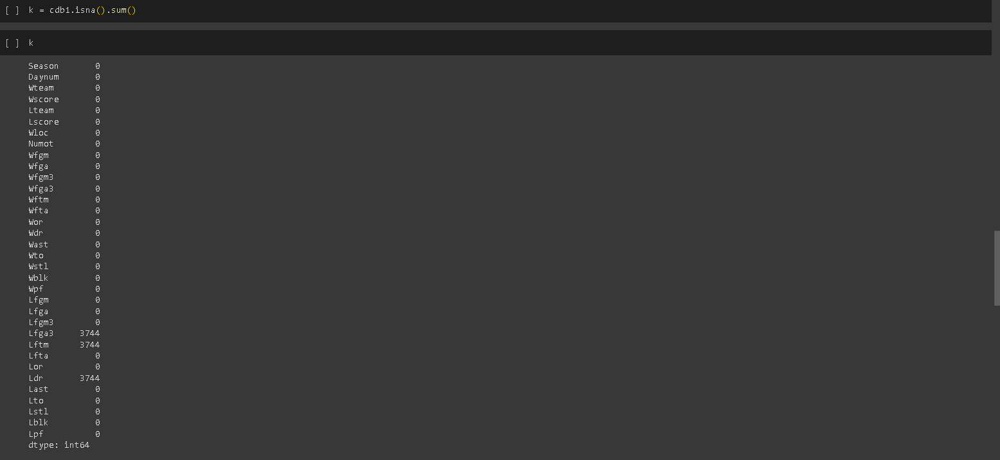 [ ] k = cdb1.isna().sum()
[ ] k
Season 0
Daynum 0
Wteam 0
Wscore 0
Lteam 0
Lscore 0
Wloc 0
Numot 0
Wfgm 0
Wfga 0
Wfgm3 0
Wfga3 0
Wftm 0
Wfta 0
Wor 0
Wdr 0
Wast 0
Wto 0
Wstl 0
Wblk 0
Wpf 0
Lfgm 0
Lfga 0
Lfgm3 0
Lfga3 3744
Lftm 3744
Lfta 0
Lor 0
Ldr 3744
Last 0
Lto 0
Lstl 0
Lblk 0
Lpf 0
dtype: int64